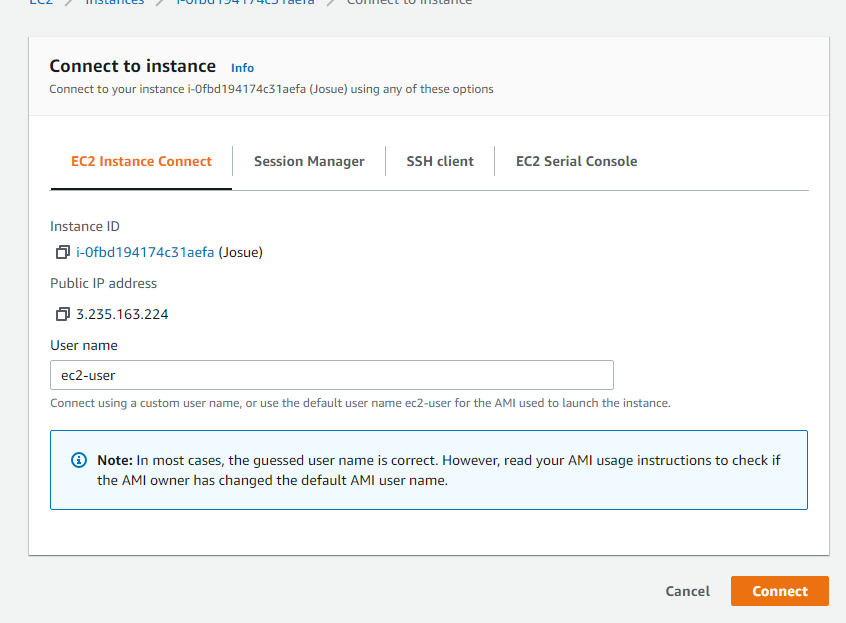 EC2 Instances i-0fbd194174c31aefa Connect to instance
Connect to instance Info
Connect to your instance i-0fbd194174c31aefa (Josue) using any of these options
EC2 Instance Connect Session Manager SSH client EC2 Serial Console
Instance ID
i-0fbd194174c31aefa (Josue)
Public IP address
3.235.163.224
User name
ec2-user
Connect using a custom user name, or use the default user name ec2-user for the AMI used to launch the instance.
Note: In most cases, the guessed user name is correct. However, read your AMI usage instructions to check if
the AMI owner has changed the default AMI user name.
Cancel Connect